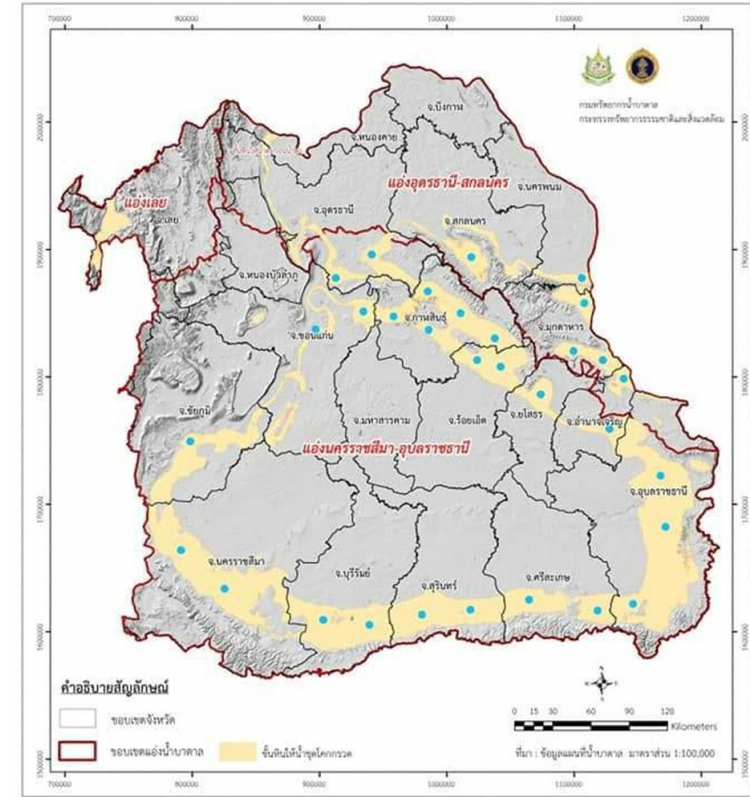 700000 800000 900000 1000000 1100000 1200000
กรมทรัพยากรน้ำบาดาล
กระทรวงทรัพยากรธรรมชาติและสิ่งแวดล้อม
จ.บึงกาฬ
2000000
2000000
จ.หนองคาย
แอ่งอุดรธานี-สกลนคร
จ.นครพนม
แอ่งเลย
จ.เลย
จ.อุดรธานี
จ.สกลนคร
1900000
1900000
จ.หนองบัวลำภู
จ.กาฬสินธุ์
จ.มุกดาหาร
จ.ขอนแก่น
1800000
1800000
จ.ชัยภูมิ
จ.มหาสารคาม
จ.ร้อยเอ็ด
จ.ยโสธร
จ.อำนาจเจริญ
แอ่งนครราชสีมา-อุบลราชธานี
จ.อุบลราชธานี
1700000
1700000
จ.นครราชสีมา
จ.บุรีรัมย์
จ.สุรินทร์
จ.ศรีสะเกษ
1600000
1600000
คำอธิบายสัญลักษณ์
ขอบเขตจังหวัด
ขอบเขตแอ่งน้ำบาดาล
ชั้นหินให้น้ำชุดโคกกรวด
0 15 30 60 90 120
Kilometers
ที่มา : ข้อมูลแผนที่น้ำบาดาล มาตราส่วน 1:100,000
1500000
1500000
700000 800000 900000 1000000 1100000 1200000